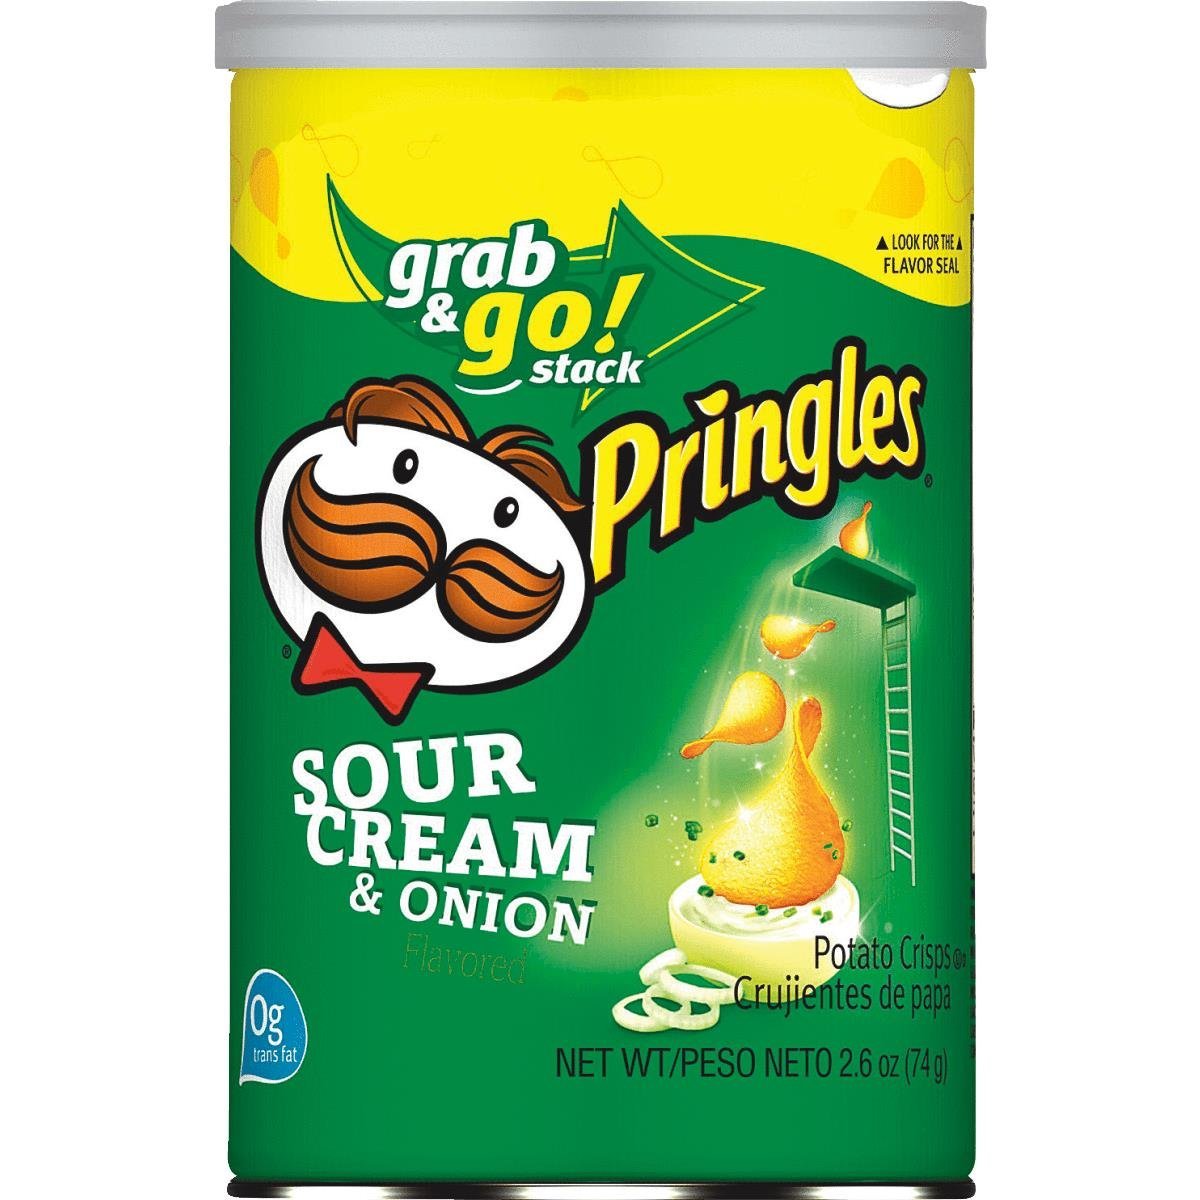 grab
& go!
stack
▲ LOOK FOR THE ▲
FLAVOR SEAL
Pringles®
®
SOUR
CREAM
& ONION
Flavored
Potato Crisps
Crujientes de papa
0g
trans fat
NET WT/PESO NETO 2.6 oz (74 g)